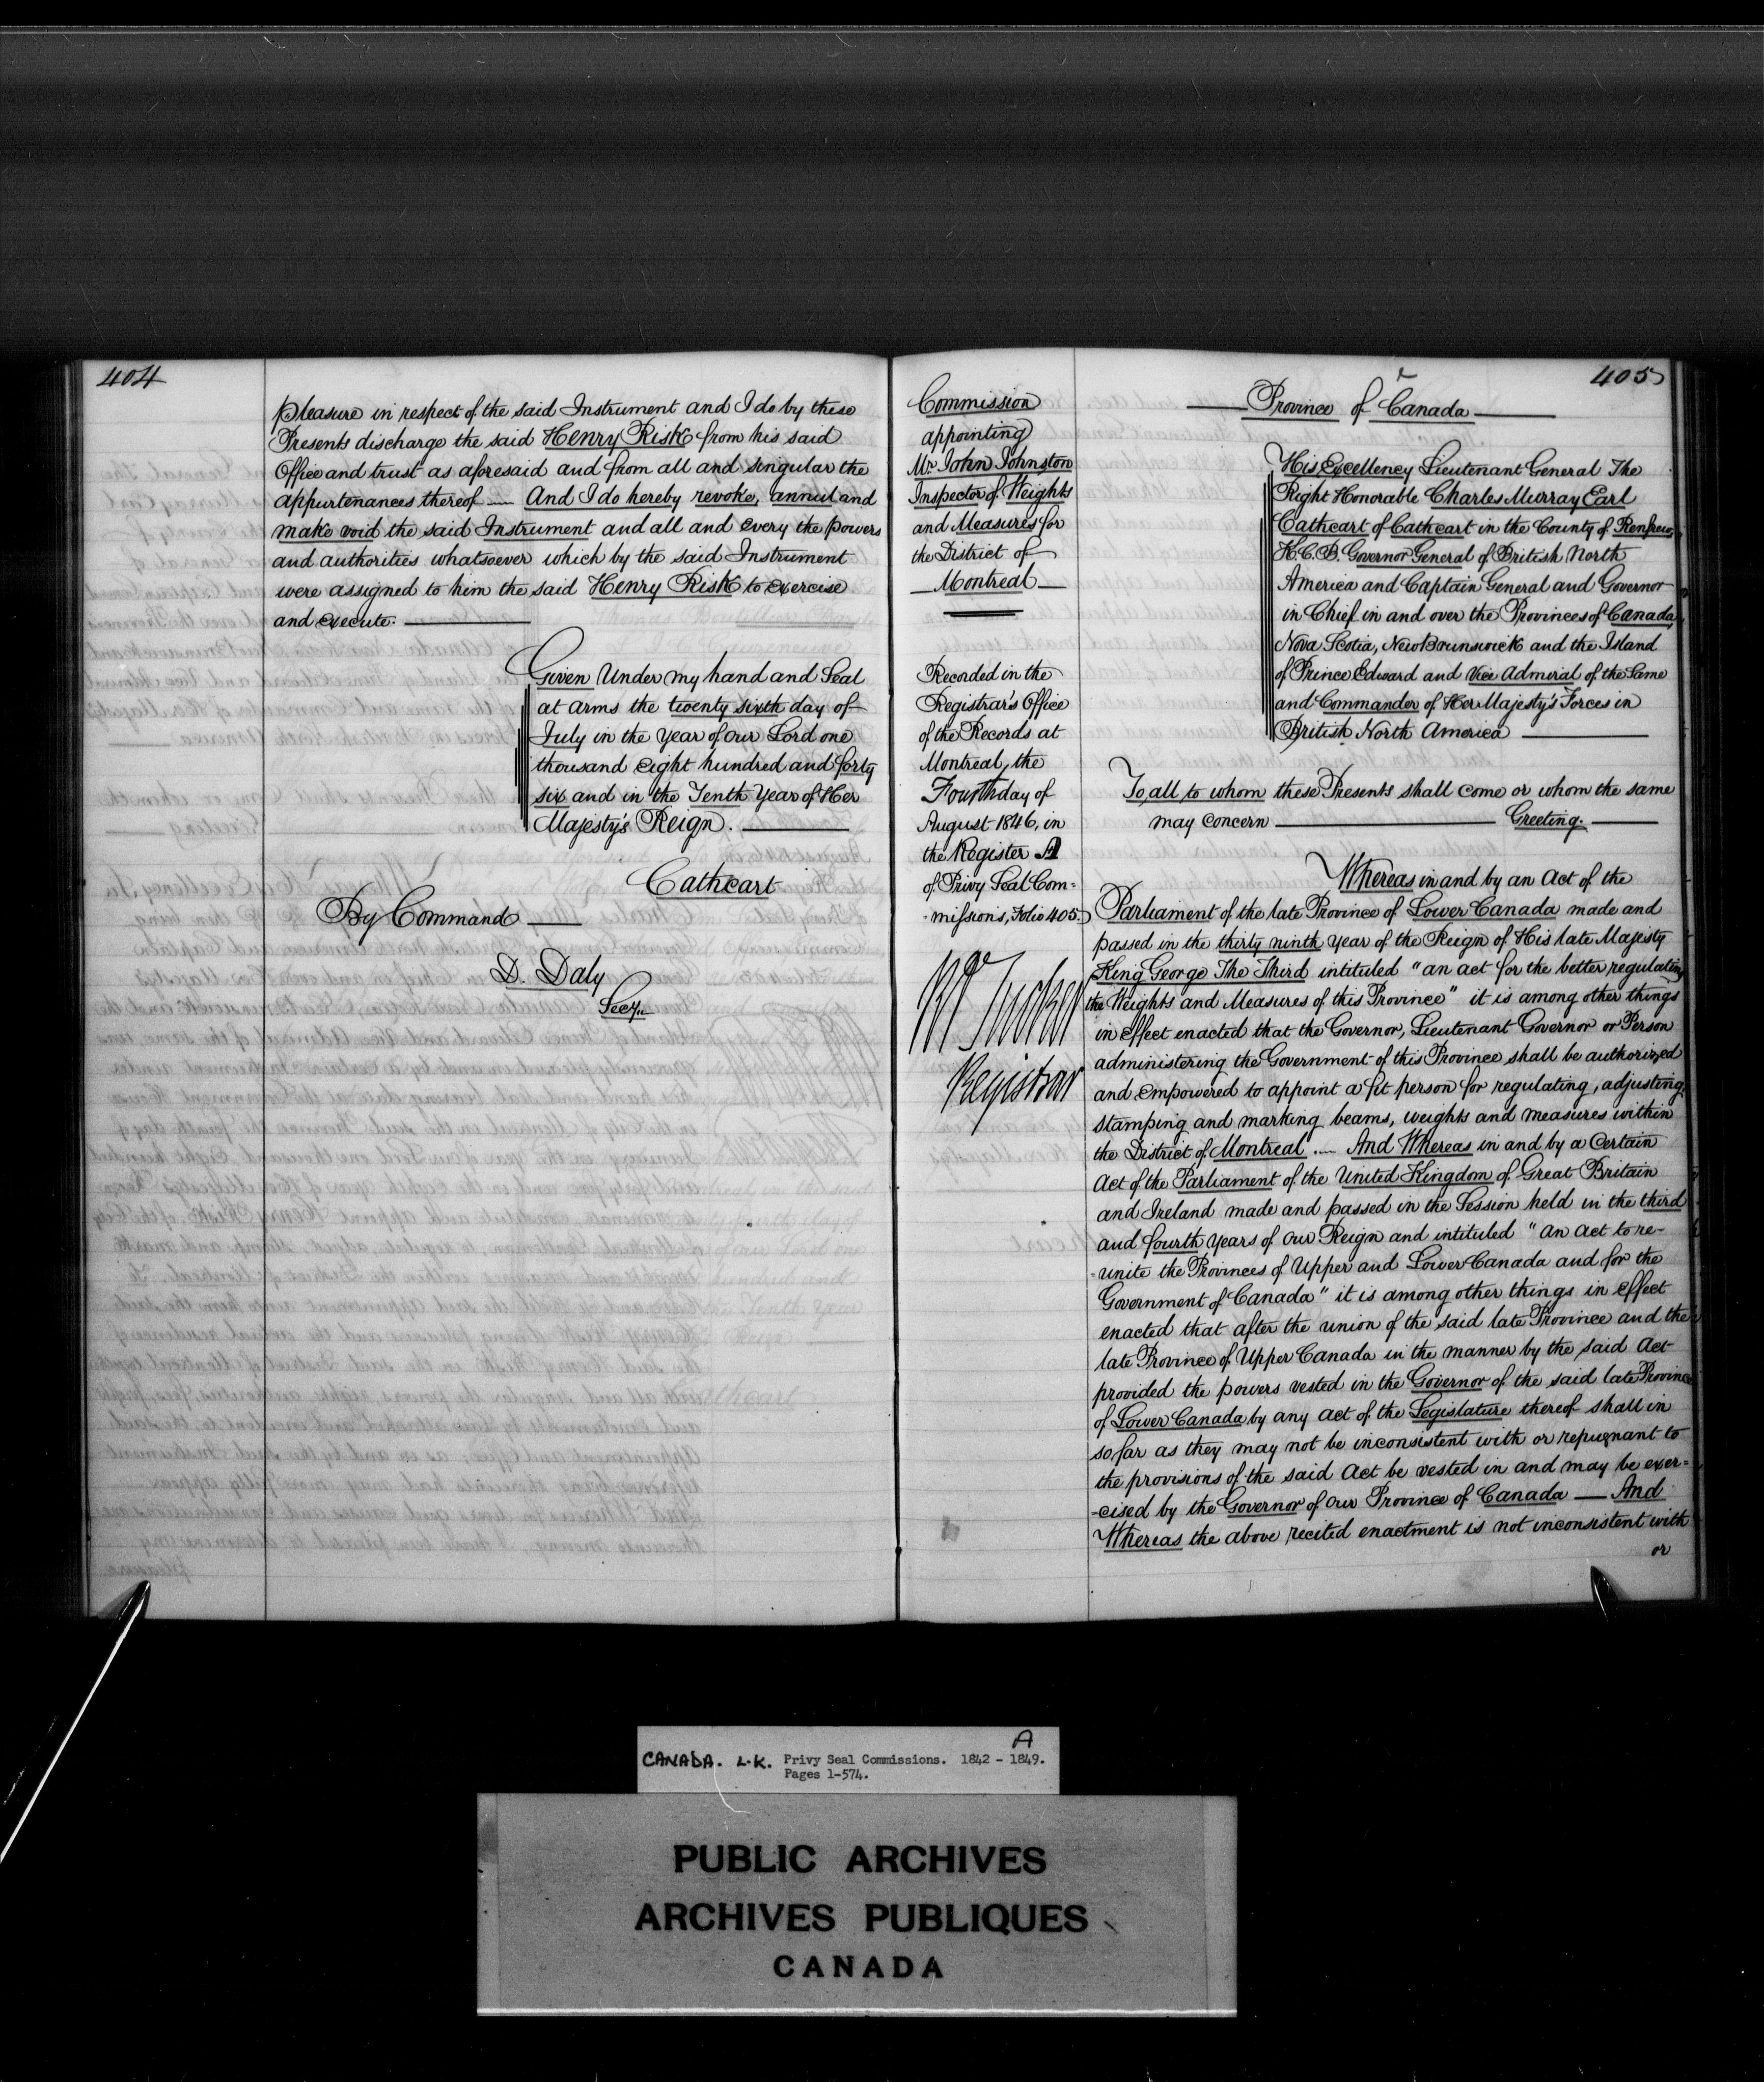 404
pleasure in respect of the said Instrument and I do by these
Presents discharge the said Henry Risk from his said
Office and trust as aforesaid and from all and singular the
appurtenances thereof — And I do hereby revoke, annul and
make void the said Instrument and all and every the powers
and authorities whatsoever which by the said Instrument
were assigned to him the said Henry Risk to exercise
and execute. —
Given Under my hand and Seal
at Arms the twenty sixth day of
July in the year of our Lord one
thousand eight hundred and forty
six and in the Tenth Year of Her
Majesty's Reign. —
Cathcart
By Command —
D. Daly
Secy.
Commission
appointing
Mr. John Johnston
Inspector of Weights
and Measures for
the District of
— Montreal —
Recorded in the
Registrar's Office
of the Records at
Montreal, the
Fourth day of
August 1846, in
the Register A
of Privy Seal Com=
-missions, Folio 405.
Registrar
405
— Province of Canada —
His Excellency Lieutenant General The
Right Honorable Charles Murray Earl
Cathcart of Cathcart in the County of Renfrew,
K.C.B. Governor General of British North
America and Captain General and Governor
in Chief in and over the Provinces of Canada,
Nova Scotia, New Brunswick and the Island
of Prince Edward and Vice Admiral of the Same
and Commander of Her Majesty's Forces in
British North America —
To all to whom these Presents shall come or whom the same
may concern — Greeting. —
Whereas in and by an Act of the
Parliament of the late Province of Lower Canada made and
passed in the thirty ninth year of the Reign of His late Majesty
King George The Third intituled "an act for the better regulating
the Weights and Measures of this Province" it is among other things
in effect enacted that the Governor, Lieutenant Governor or Person
administering the Government of this Province shall be authorized
and empowered to appoint a fit person for regulating, adjusting,
stamping and marking beams, weights and measures within
the District of Montreal .— And Whereas in and by a Certain
Act of the Parliament of the United Kingdom of Great Britain
and Ireland made and passed in the Session held in the third
and fourth years of our Reign and intituled "an act to re-
-unite the Provinces of Upper and Lower Canada and for the
Government of Canada" it is among other things in effect
enacted that after the union of the said late Province and the
late Province of Upper Canada in the manner by the said Act
provided the powers vested in the Governor of the said late Province
of Lower Canada by any act of the Legislature thereof shall in
so far as they may not be inconsistent with or repugnant to
the provisions of the said Act be vested in and may be exer=
-cised by the Governor of our Province of Canada — And
Whereas the above recited enactment is not inconsistent with
or
A
CANADA. L.K. Privy Seal Commissions. 1842 - 1849.
Pages 1-574.
PUBLIC ARCHIVES
ARCHIVES PUBLIQUES
CANADA